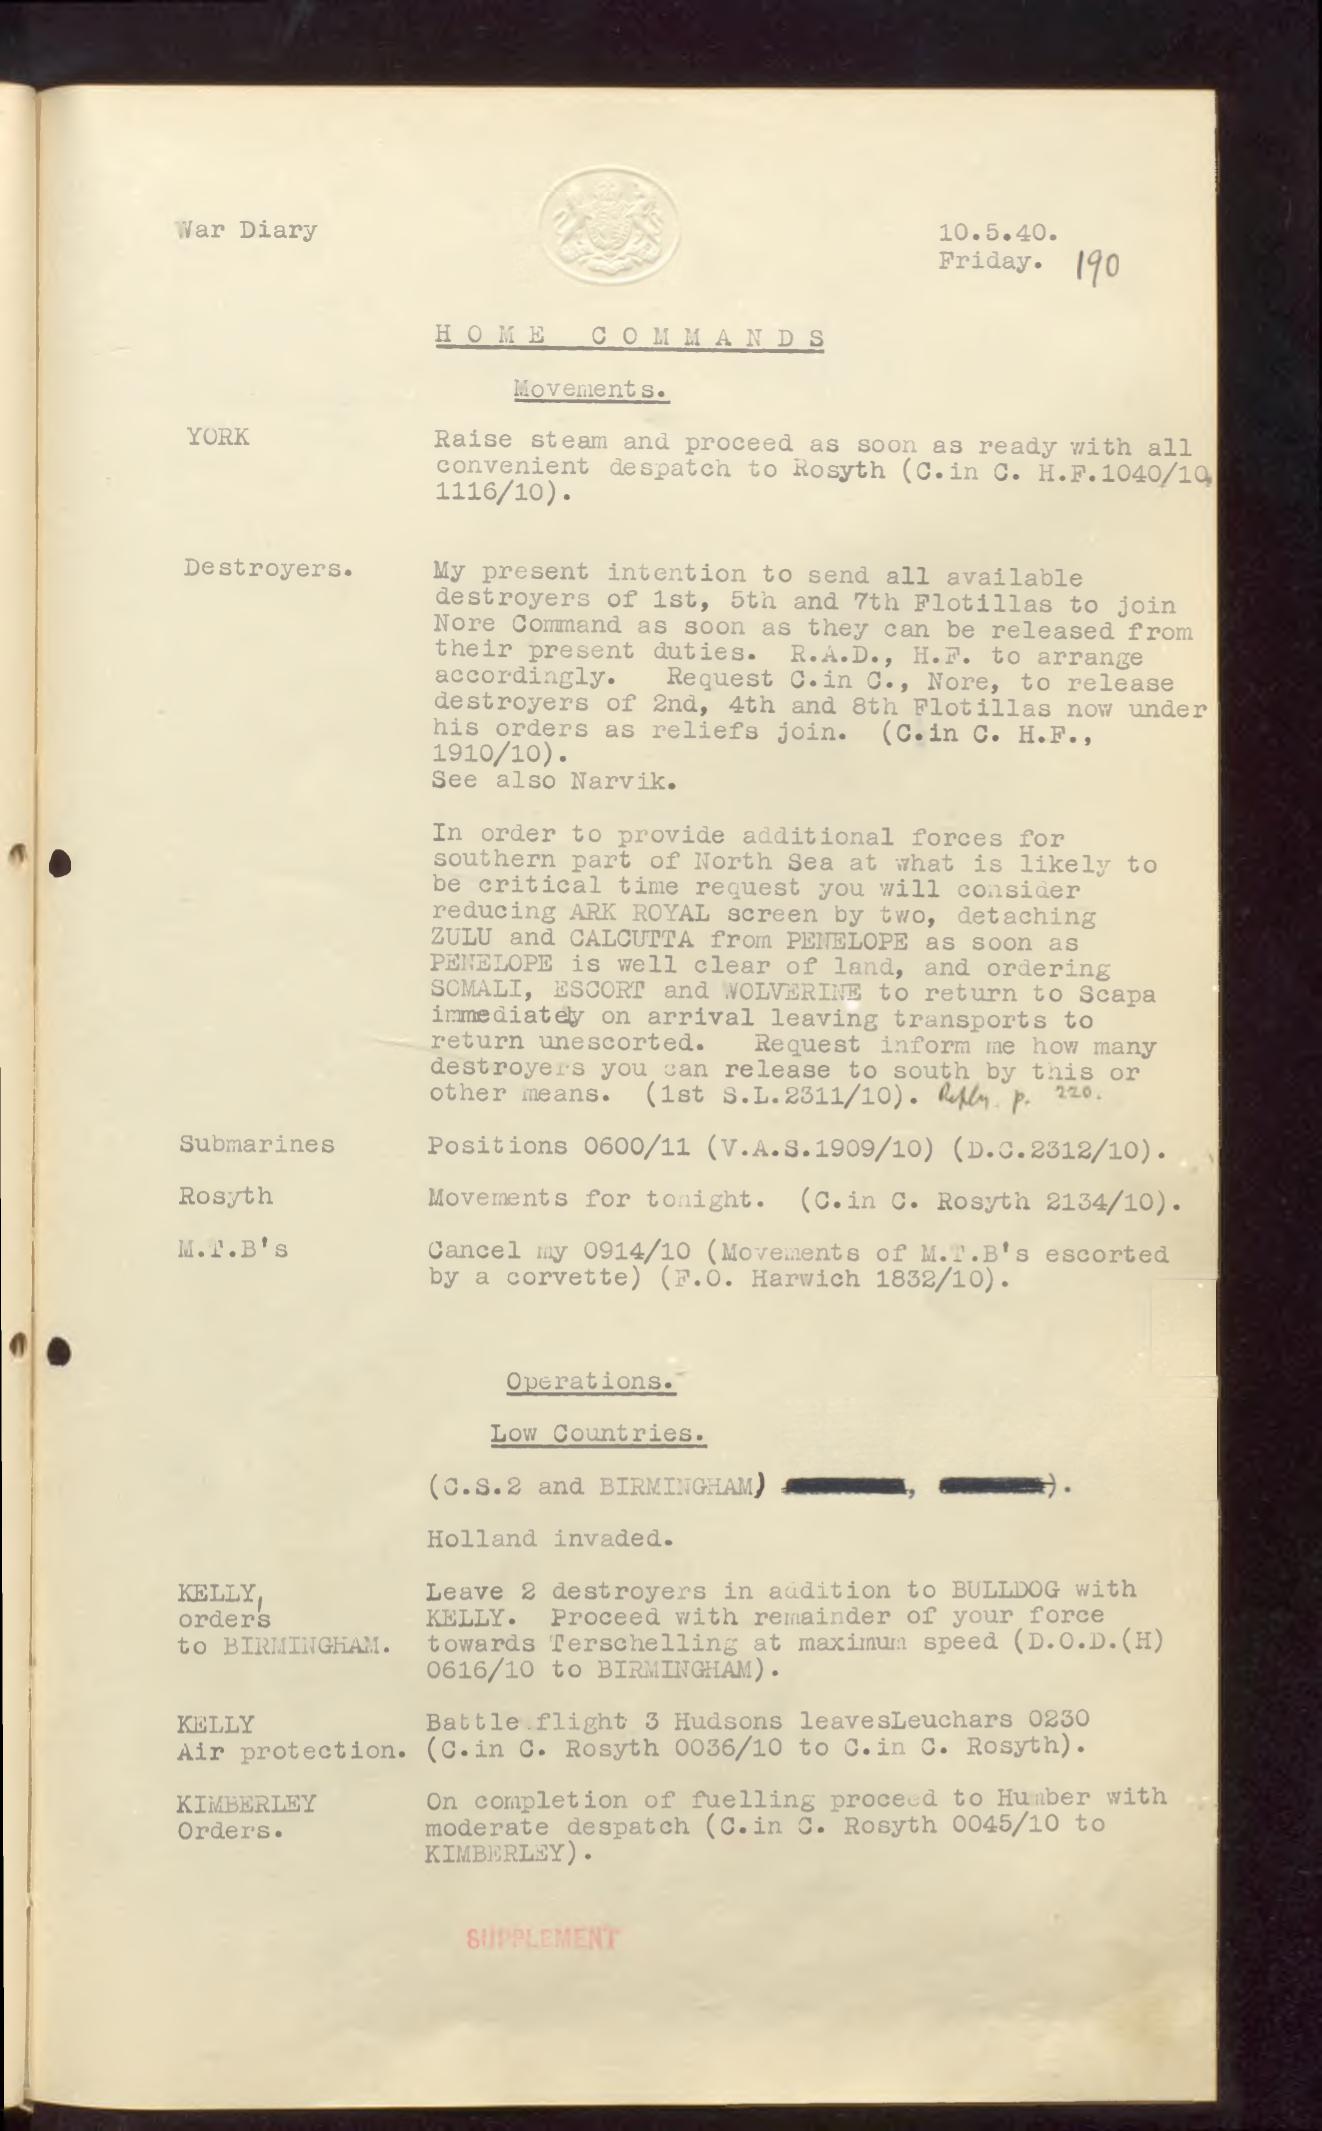 War Diary
10.5.40.
Friday. 190
HOME COMMANDS
Movements.
YORK
Raise steam and proceed as soon as ready with all
convenient despatch to Rosyth (C.in C. H.F.1040/10,
1116/10).
Destroyers.
My present intention to send all available
destroyers of 1st, 5th and 7th Flotillas to join
Nore Command as soon as they can be released from
their present duties. R.A.D., H.F. to arrange
accordingly. Request C.in C., Nore, to release
destroyers of 2nd, 4th and 8th Flotillas now under
his orders as reliefs join. (C.in C. H.F.,
1910/10).
See also Narvik.
In order to provide additional forces for
southern part of North Sea at what is likely to
be critical time request you will consider
reducing ARK ROYAL screen by two, detaching
ZULU and CALCUTTA from PENELOPE as soon as
PENELOPE is well clear of land, and ordering
SOMALI, ESCORT and WOLVERINE to return to Scapa
immediately on arrival leaving transports to
return unescorted. Request inform me how many
destroyers you can release to south by this or
other means. (1st S.L.2311/10). Reply. p. 220.
Submarines
Positions 0600/11 (V.A.S.1909/10) (D.C.2312/10).
Rosyth
Movements for tonight. (C.in C. Rosyth 2134/10).
M.T.B's
Cancel my 0914/10 (Movements of M.T.B's escorted
by a corvette) (F.O. Harwich 1832/10).
Operations.
Low Countries.
(C.S.2 and BIRMINGHAM) , ).
Holland invaded.
KELLY,
orders
to BIRMINGHAM.
Leave 2 destroyers in addition to BULLDOG with
KELLY. Proceed with remainder of your force
towards Terschelling at maximum speed (D.O.D.(H)
0616/10 to BIRMINGHAM).
KELLY
Air protection.
Battle flight 3 Hudsons leavesLeuchars 0230
(C.in C. Rosyth 0036/10 to C.in C. Rosyth).
KIMBERLEY
Orders.
On completion of fuelling proceed to Humber with
moderate despatch (C.in C. Rosyth 0045/10 to
KIMBERLEY).
SUPPLEMENT